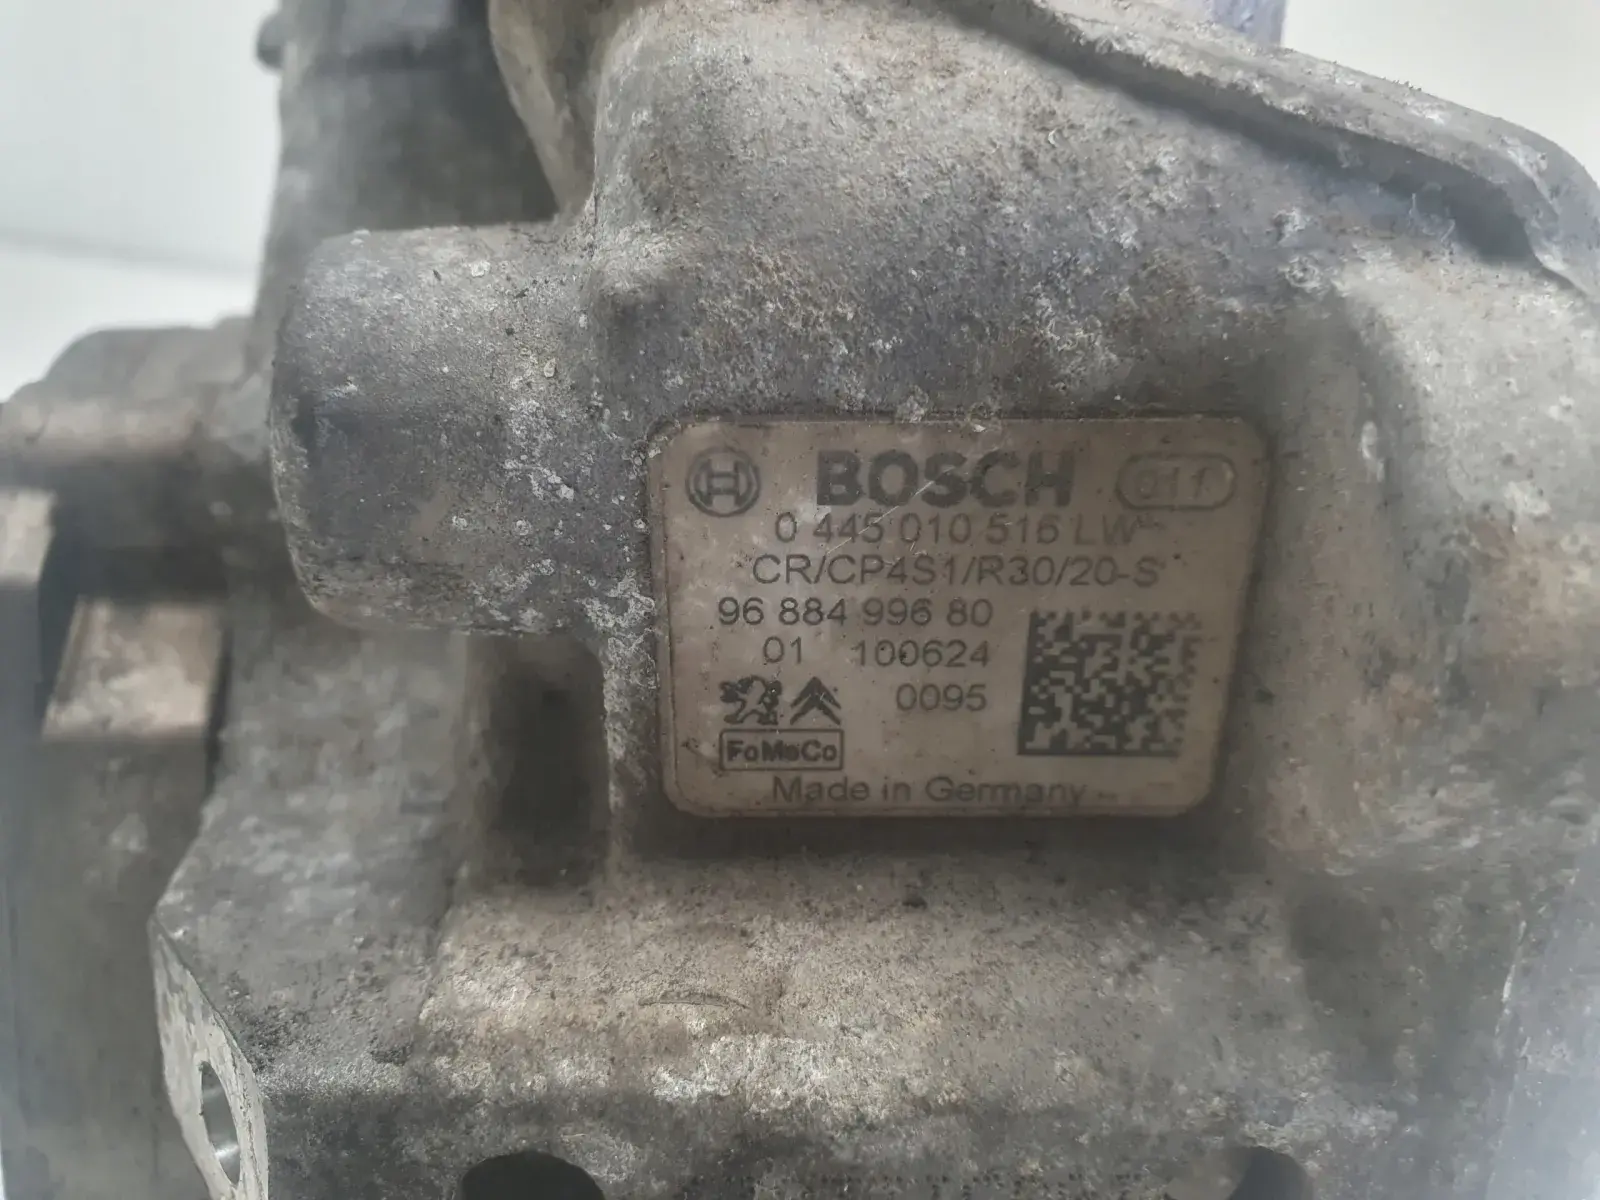 BOSCH
0 445 010 516 LW
CR/CP4S1/R30/20-S
96 884 996 80
01 100624
0095
FoMoCo
Made in Germany